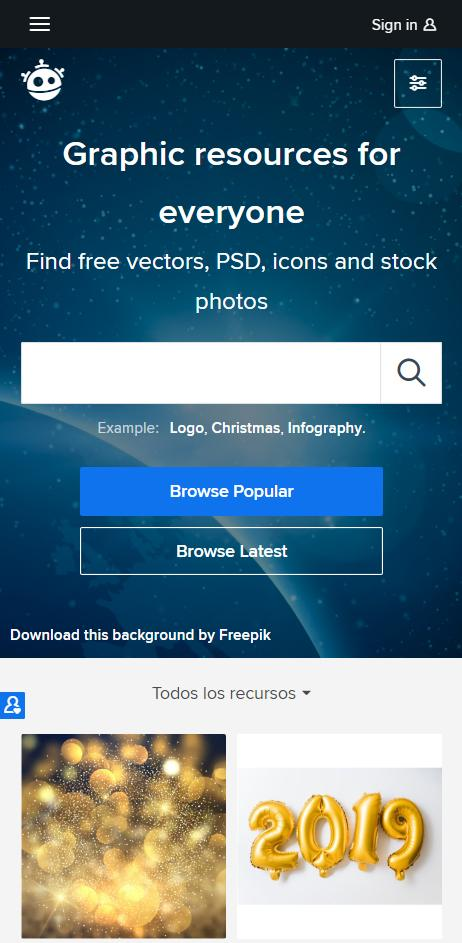 Sign in
Graphic resources for
everyone
Find free vectors, PSD, icons and stock
photos
Example: Logo, Christmas, Infography.
Browse Popular
Browse Latest
Download this background by Freepik
Todos los recursos
2019